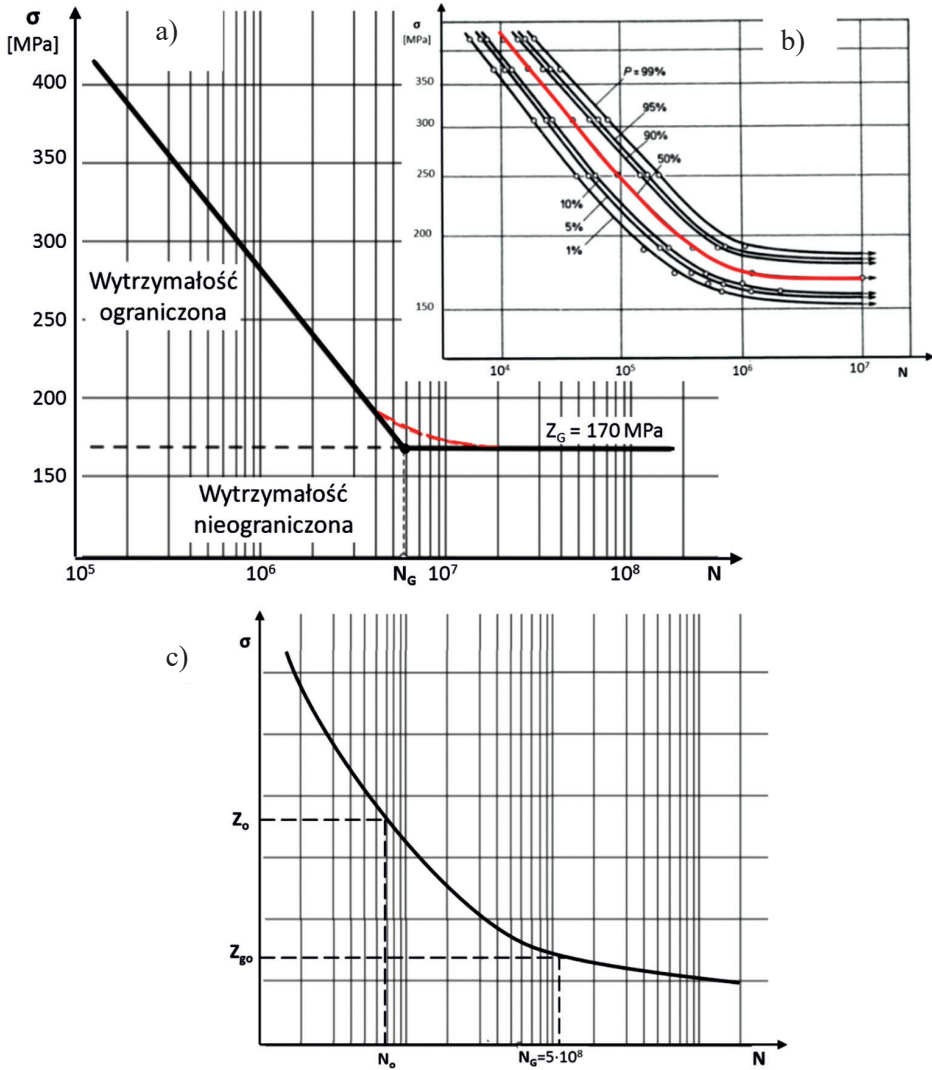 a)
σ
[MPa]
400
350
300
250
200
150
Wytrzymałość
ograniczona
Wytrzymałość
nieograniczona
Z_G = 170 MPa
10⁵
10⁶
N_G
10⁷
10⁸
N
b)
σ
[MPa]
350
300
250
200
150
P = 99%
95%
90%
50%
10%
5%
1%
10⁴
10⁵
10⁶
10⁷
N
c)
σ
Z_o
Z_go
N_o
N_G=5·10⁸
N